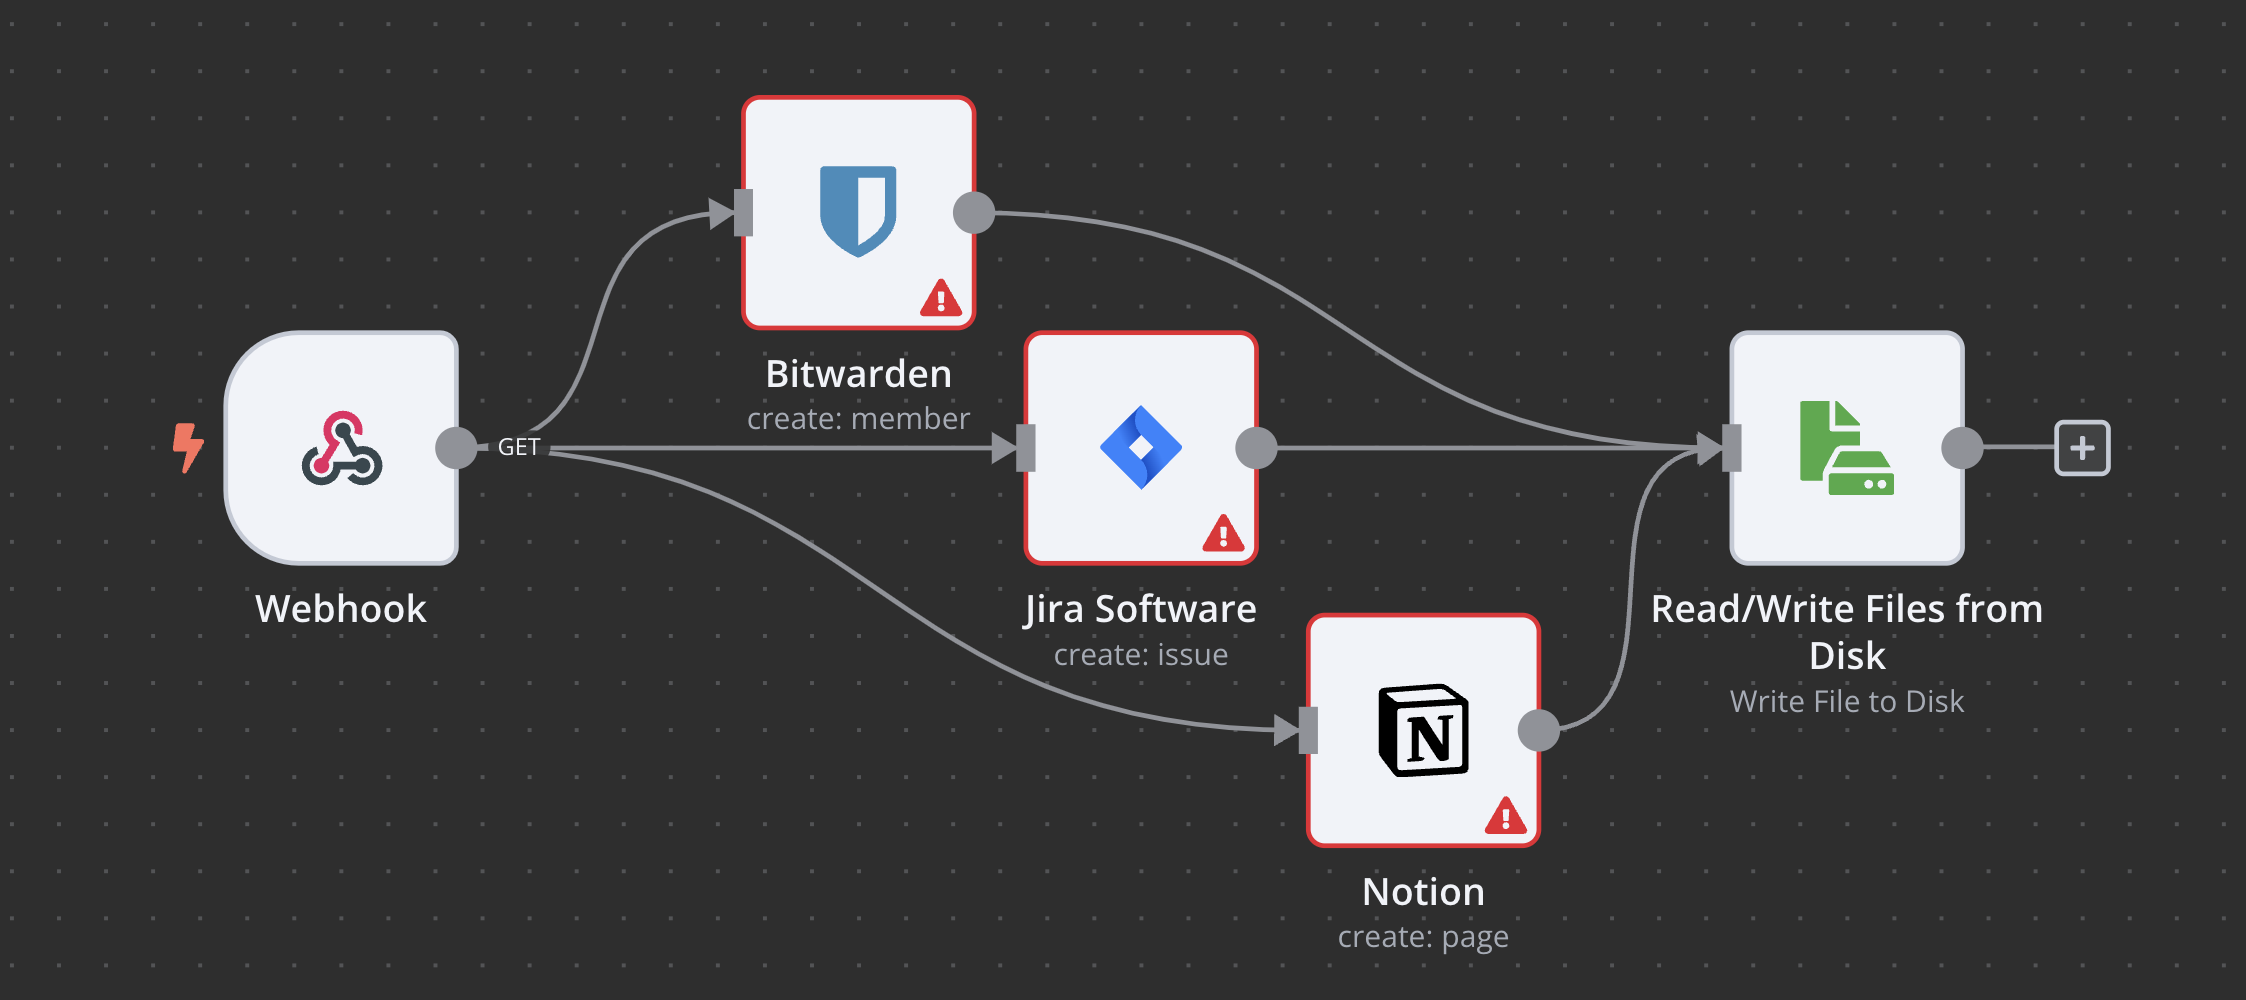 Bitwarden
create: member
GET
Webhook
Jira Software
create: issue
Read/Write Files from
Disk
Write File to Disk
N
Notion
create: page